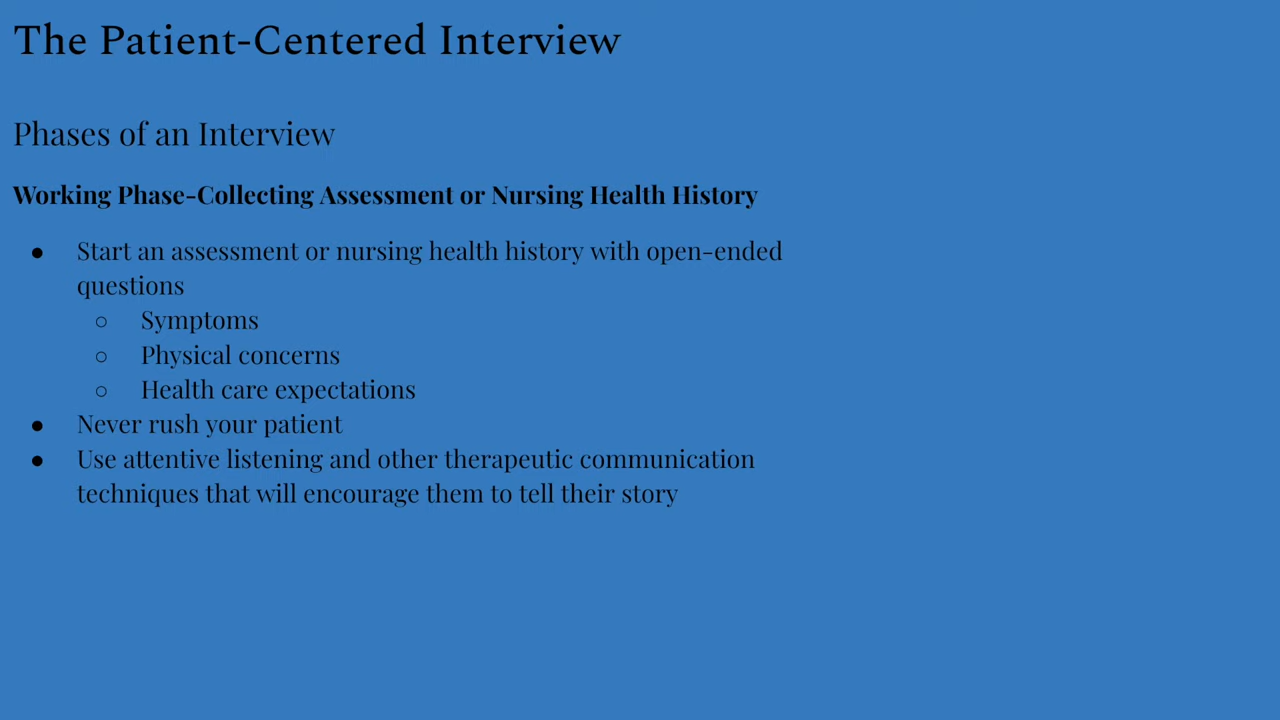 The Patient-Centered Interview
Phases of an Interview
Working Phase-Collecting Assessment or Nursing Health History
● Start an assessment or nursing health history with open-ended
questions
○ Symptoms
○ Physical concerns
○ Health care expectations
● Never rush your patient
● Use attentive listening and other therapeutic communication
techniques that will encourage them to tell their story